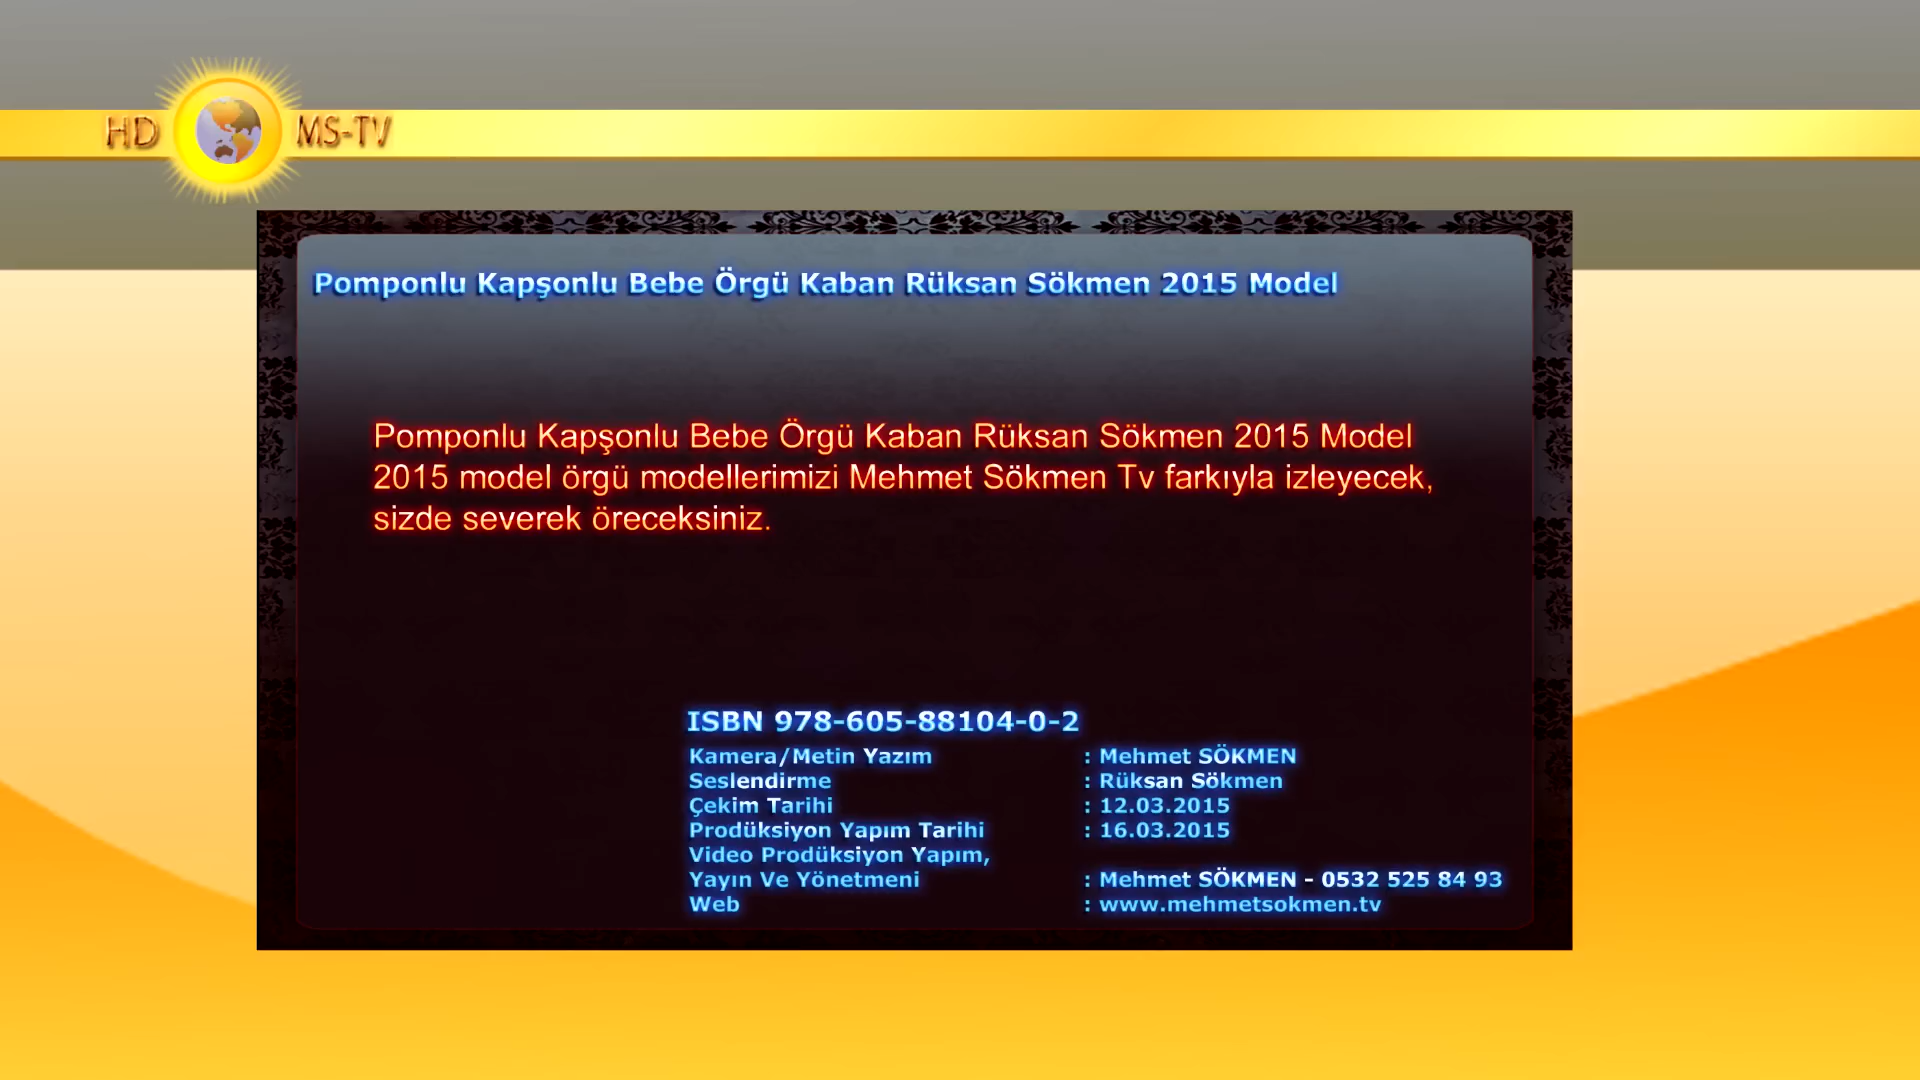 HD MS-TV
Pomponlu Kapşonlu Bebe Örgü Kaban Rüksan Sökmen 2015 Model
Pomponlu Kapşonlu Bebe Örgü Kaban Rüksan Sökmen 2015 Model
2015 model örgü modellerimizi Mehmet Sökmen Tv farkıyla izleyecek,
sizde severek öreceksiniz.
ISBN 978-605-88104-0-2
Kamera/Metin Yazım : Mehmet SÖKMEN
Seslendirme : Rüksan Sökmen
Çekim Tarihi : 12.03.2015
Prodüksiyon Yapım Tarihi : 16.03.2015
Video Prodüksiyon Yapım,
Yayın Ve Yönetmeni : Mehmet SÖKMEN - 0532 525 84 93
Web : www.mehmetsokmen.tv